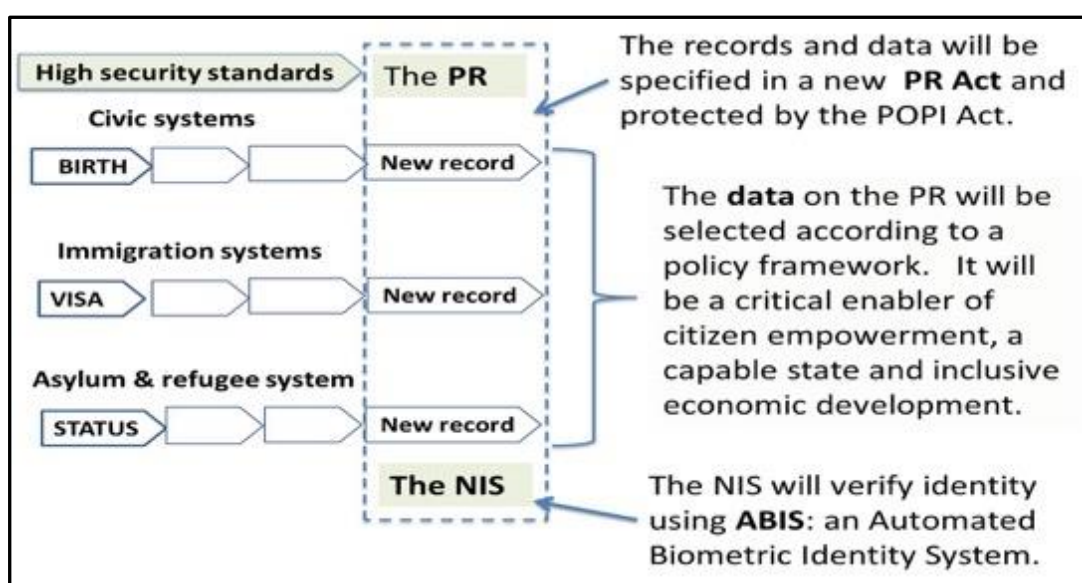 High security standards
The PR
Civic systems
BIRTH
New record
Immigration systems
VISA
New record
Asylum & refugee system
STATUS
New record
The NIS
The records and data will be
specified in a new PR Act and
protected by the POPI Act.
The data on the PR will be
selected according to a
policy framework. It will
be a critical enabler of
citizen empowerment, a
capable state and inclusive
economic development.
The NIS will verify identity
using ABIS: an Automated
Biometric Identity System.